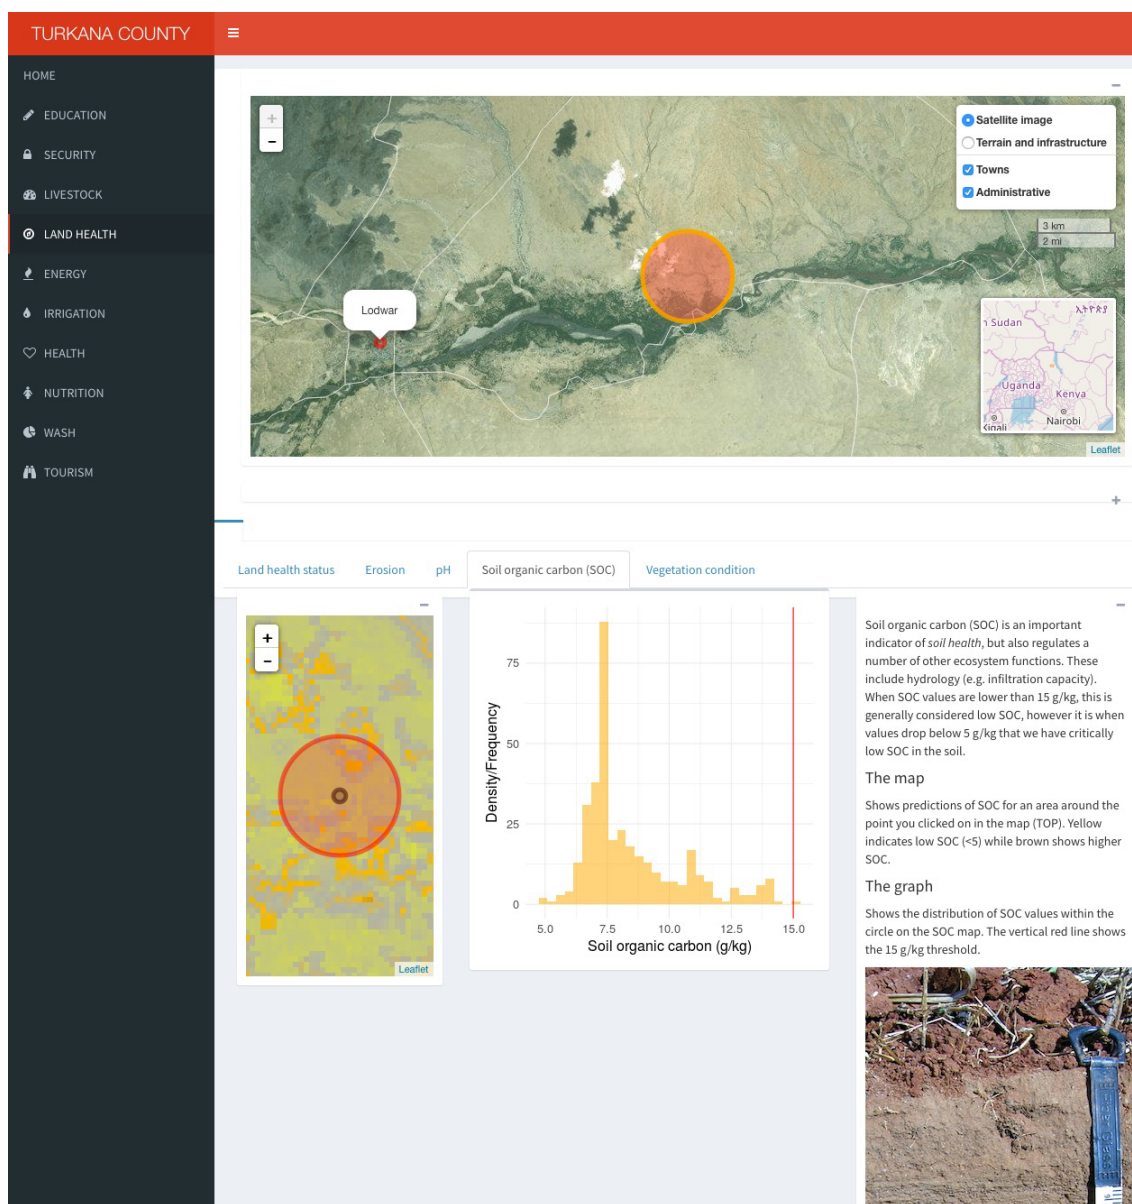 TURKANA COUNTY
HOME
EDUCATION
SECURITY
LIVESTOCK
LAND HEALTH
ENERGY
IRRIGATION
HEALTH
NUTRITION
WASH
TOURISM
+
-
Lodwar
Satellite image
Terrain and infrastructure
Towns
Administrative
3 km
2 mi
አትዮጵያ
n Sudan
Uganda
Kenya
Nairobi
Kigali
Leaflet
Land health status
Erosion
pH
Soil organic carbon (SOC)
Vegetation condition
+
-
Leaflet
Density/Frequency
75
50
25
0
5.0 7.5 10.0 12.5 15.0
Soil organic carbon (g/kg)
Soil organic carbon (SOC) is an important
indicator of soil health, but also regulates a
number of other ecosystem functions. These
include hydrology (e.g. infiltration capacity).
When SOC values are lower than 15 g/kg, this is
generally considered low SOC, however it is when
values drop below 5 g/kg that we have critically
low SOC in the soil.
The map
Shows predictions of SOC for an area around the
point you clicked on in the map (TOP). Yellow
indicates low SOC (<5) while brown shows higher
SOC.
The graph
Shows the distribution of SOC values within the
circle on the SOC map. The vertical red line shows
the 15 g/kg threshold.